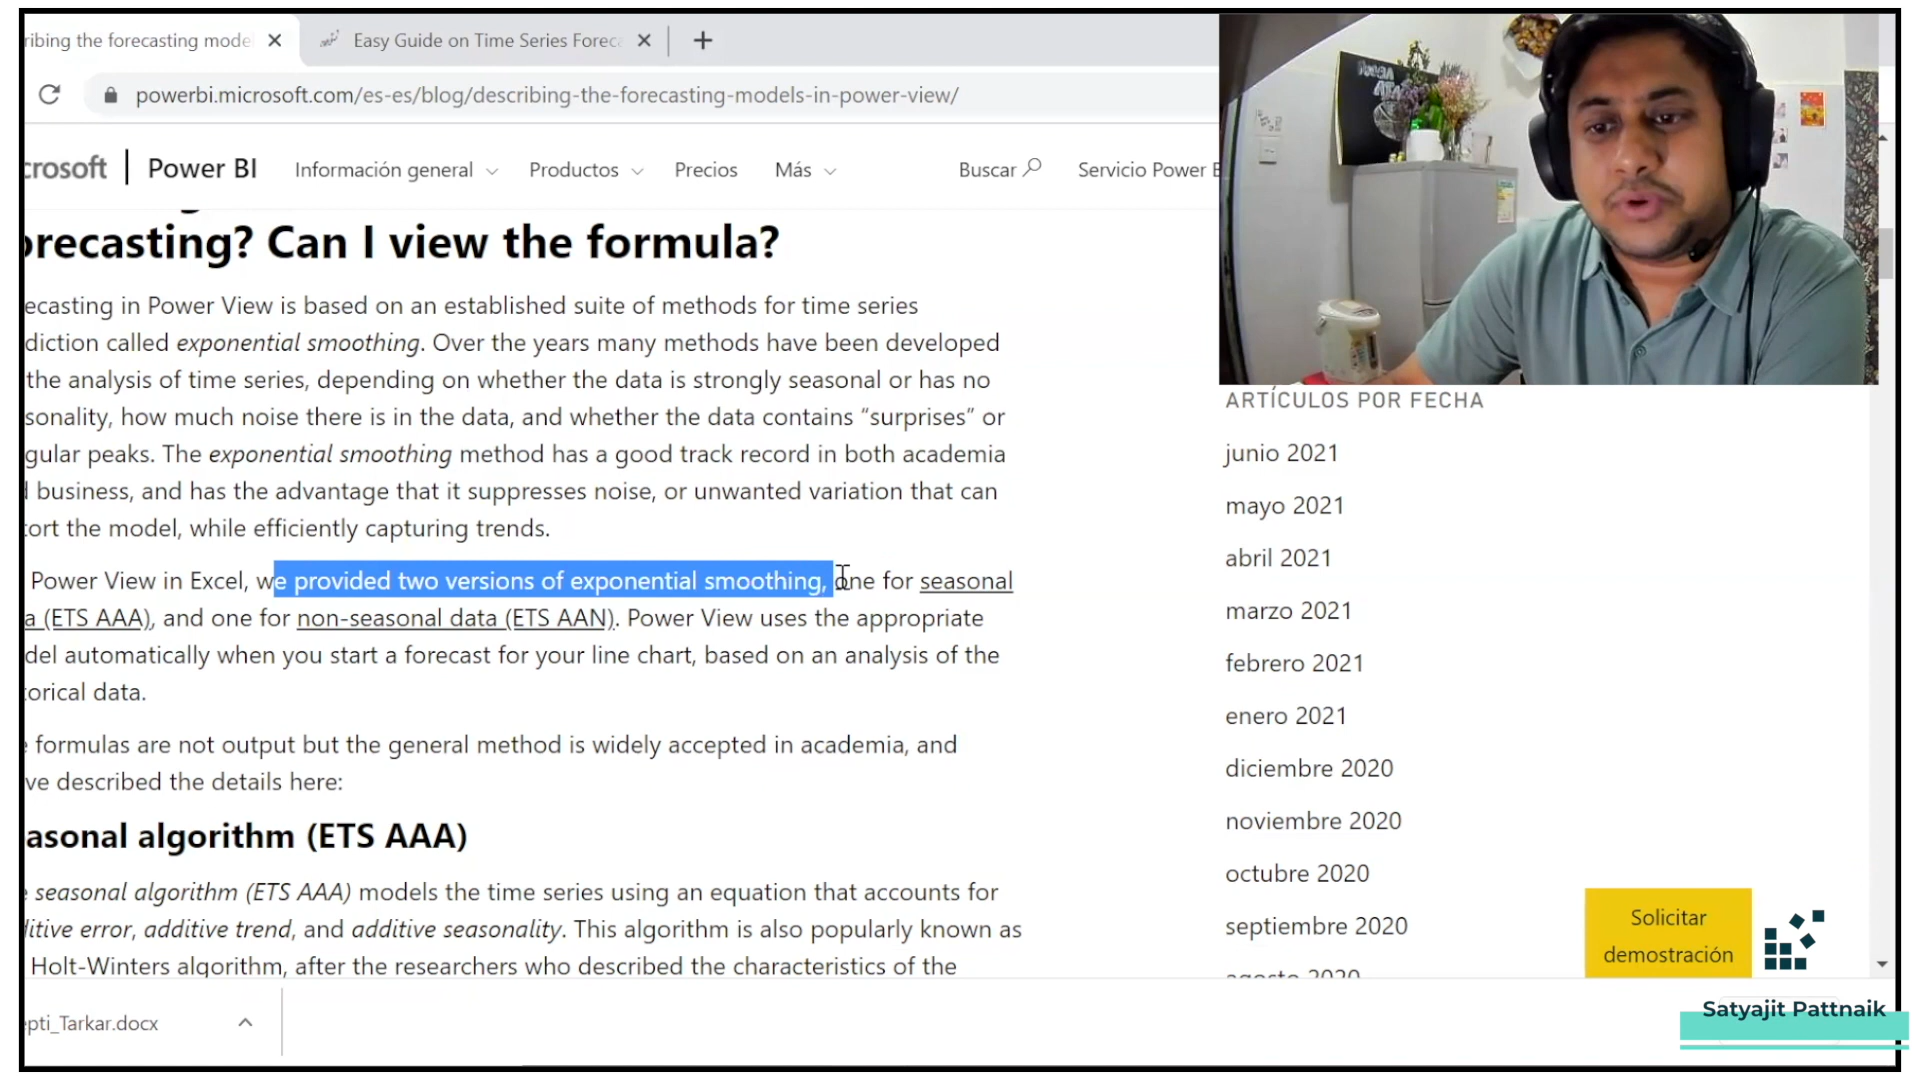 ribing the forecasting mode
Easy Guide on Time Series Foreca
powerbi.microsoft.com/es-es/blog/describing-the-forecasting-models-in-power-view/
crosoft | Power BI
Información general
Productos
Precios
Más
Buscar
Servicio Power B
orecasting? Can I view the formula?
ecasting in Power View is based on an established suite of methods for time series
diction called exponential smoothing. Over the years many methods have been developed
the analysis of time series, depending on whether the data is strongly seasonal or has no
sonality, how much noise there is in the data, and whether the data contains “surprises” or
gular peaks. The exponential smoothing method has a good track record in both academia
business, and has the advantage that it suppresses noise, or unwanted variation that can
ort the model, while efficiently capturing trends.
Power View in Excel, we provided two versions of exponential smoothing, one for seasonal
a (ETS AAA), and one for non-seasonal data (ETS AAN). Power View uses the appropriate
del automatically when you start a forecast for your line chart, based on an analysis of the
orical data.
formulas are not output but the general method is widely accepted in academia, and
ve described the details here:
asonal algorithm (ETS AAA)
seasonal algorithm (ETS AAA) models the time series using an equation that accounts for
litive error, additive trend, and additive seasonality. This algorithm is also popularly known as
Holt-Winters algorithm, after the researchers who described the characteristics of the
ARTÍCULOS POR FECHA
junio 2021
mayo 2021
abril 2021
marzo 2021
febrero 2021
enero 2021
diciembre 2020
noviembre 2020
octubre 2020
septiembre 2020
agosto 2020
Solicitar
demostración
epti_Tarkar.docx
Satyajit Pattnaik